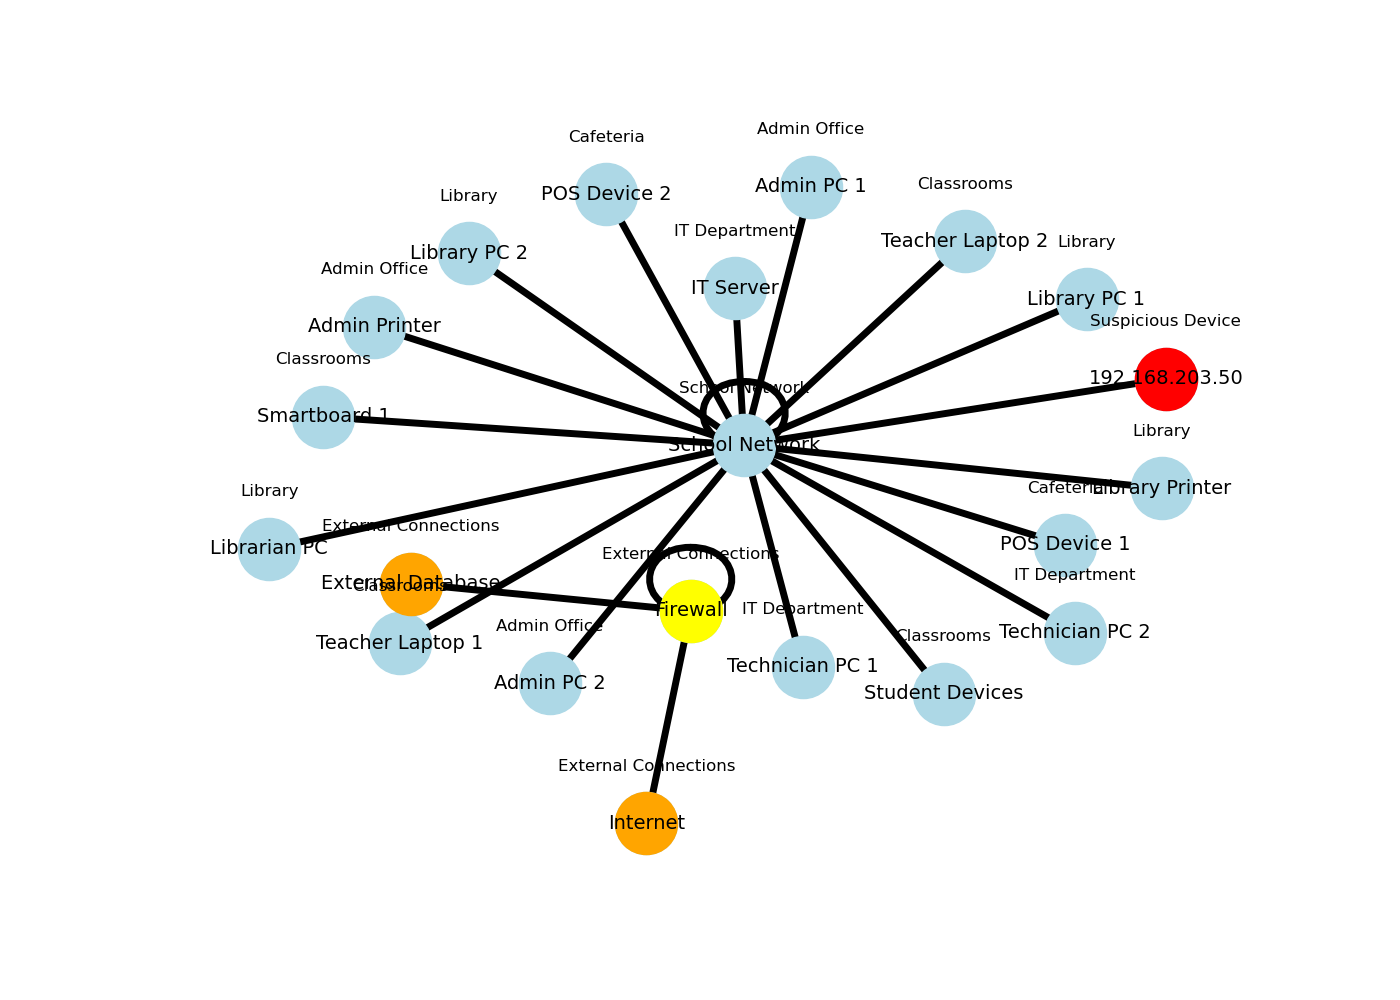 Admin Office
Cafeteria
Admin PC 1
Classrooms
POS Device 2
Library
IT Department
Teacher Laptop 2
Library
Library PC 2
Admin Office
IT Server
Library PC 1
Suspicious Device
Admin Printer
Classrooms
192.168.203.50
School Network
Smartboard 1
Library
School Network
Library
Cafeteria
Library Printer
External Connections
Librarian PC
POS Device 1
External Connections
IT Department
External Database
Classrooms
IT Department
Firewall
Admin Office
Classrooms
Technician PC 2
Teacher Laptop 1
Technician PC 1
Admin PC 2
Student Devices
External Connections
Internet